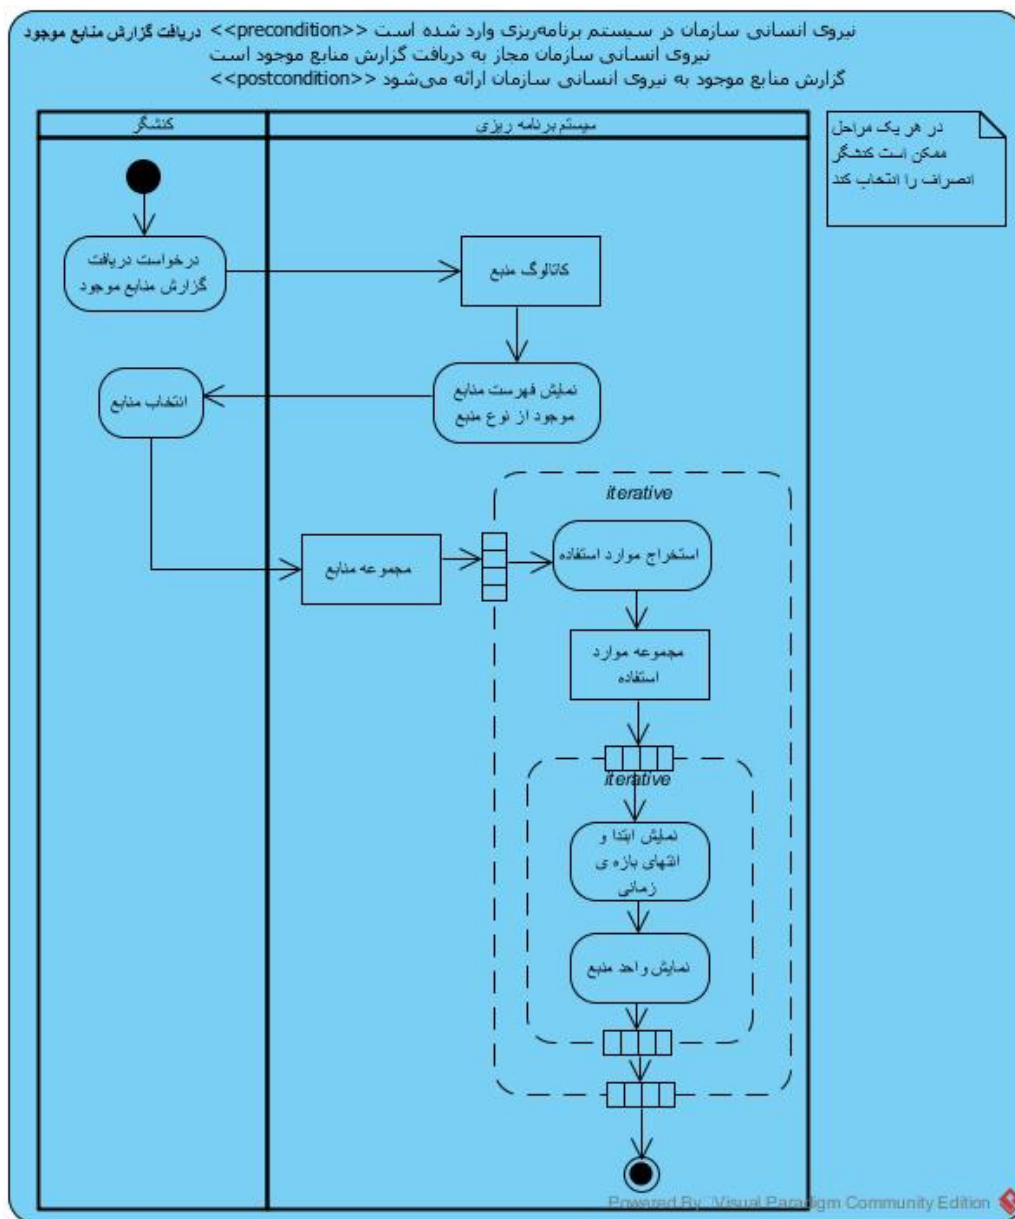 دریافت گزارش منابع موجود <<precondition>> نیروی انسانی سازمان در سیستم برنامه‌ریزی وارد شده است
نیروی انسانی سازمان مجاز به دریافت گزارش منابع موجود است
<<postcondition>> گزارش منابع موجود به نیروی انسانی سازمان ارائه می‌شود
کنشگر
سیستم برنامه ریزی
در هر یک مراحل
ممکن است کنشگر
انصراف را انتخاب کند
درخواست دریافت
گزارش منابع موجود
کاتالوگ منبع
نمایش فهرست منابع
موجود از نوع منبع
انتخاب منابع
iterative
استخراج موارد استفاده
مجموعه منابع
مجموعه موارد
استفاده
iterative
نمایش ابتدا و
انتهای بازه ی
زمانی
نمایش واحد منبع
Powered By Visual Paradigm Community Edition